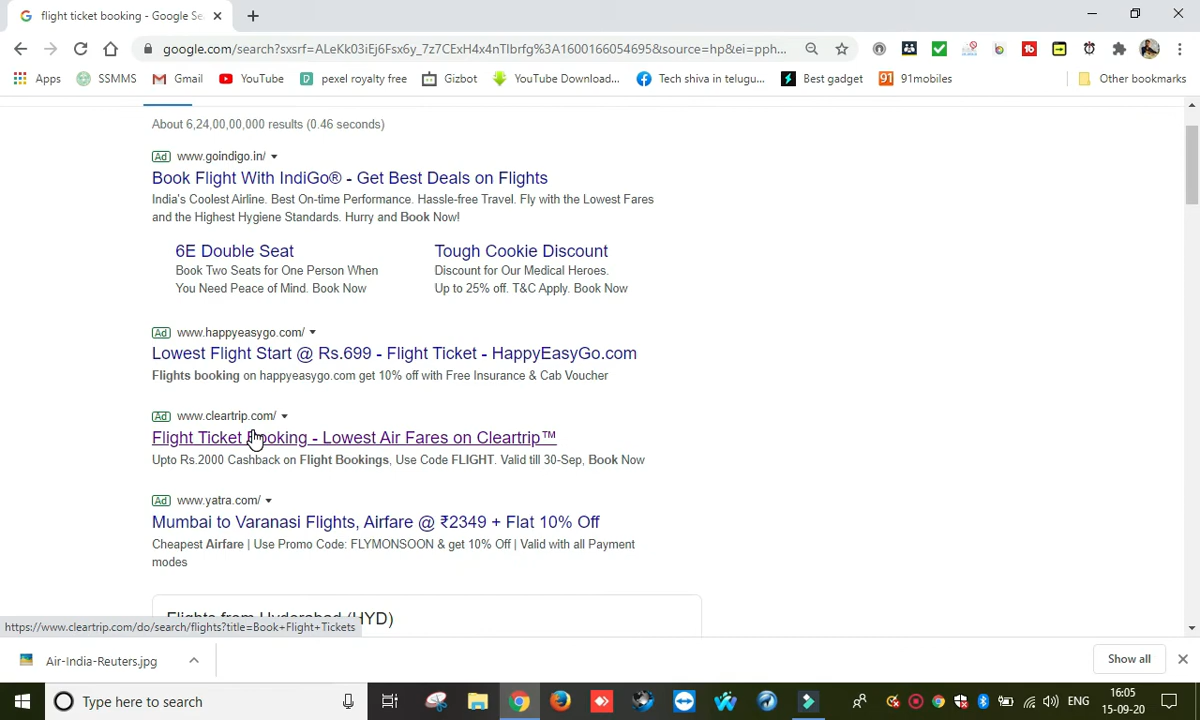 flight ticket booking - Google Se
google.com/search?sxsrf=ALeKk03iEj6Fsx6y_7z7CExH4x4nTIbrfg%3A1600166054695&source=hp&ei=pph...
Apps SSMMS Gmail YouTube pexel royalty free Gizbot YouTube Download... Tech shiva in telugu... Best gadget 91 91mobiles Other bookmarks
About 6,24,00,00,000 results (0.46 seconds)
Ad www.goindigo.in/
Book Flight With IndiGo® - Get Best Deals on Flights
India's Coolest Airline. Best On-time Performance. Hassle-free Travel. Fly with the Lowest Fares
and the Highest Hygiene Standards. Hurry and Book Now!
6E Double Seat Tough Cookie Discount
Book Two Seats for One Person When Discount for Our Medical Heroes.
You Need Peace of Mind. Book Now Up to 25% off. T&C Apply. Book Now
Ad www.happyeasygo.com/
Lowest Flight Start @ Rs.699 - Flight Ticket - HappyEasyGo.com
Flights booking on happyeasygo.com get 10% off with Free Insurance & Cab Voucher
Ad www.cleartrip.com/
Flight Ticket Booking - Lowest Air Fares on Cleartrip™
Upto Rs.2000 Cashback on Flight Bookings, Use Code FLIGHT. Valid till 30-Sep, Book Now
Ad www.yatra.com/
Mumbai to Varanasi Flights, Airfare @ ₹2349 + Flat 10% Off
Cheapest Airfare | Use Promo Code: FLYMONSOON & get 10% Off | Valid with all Payment
modes
Flights from Hyderabad (HYD)
https://www.cleartrip.com/do/search/flights?title=Book+Flight+Tickets
Air-India-Reuters.jpg Show all
Type here to search ENG 16:05
15-09-20